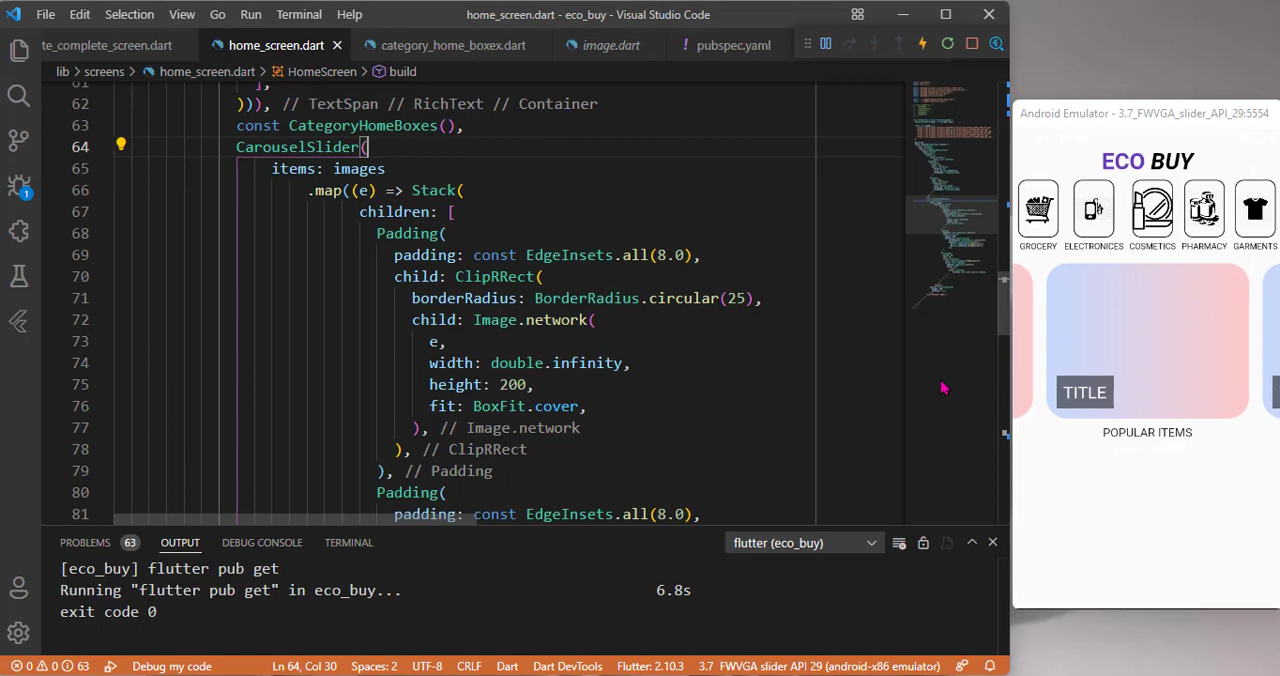 File Edit Selection View Go Run Terminal Help home_screen.dart - eco_buy - Visual Studio Code
te_complete_screen.dart home_screen.dart category_home_boxex.dart image.dart ! pubspec.yaml
lib > screens > home_screen.dart > HomeScreen > build
61 ],
62 ))), // TextSpan // RichText // Container
63 const CategoryHomeBoxes(),
64 CarouselSlider(
65 items: images
66 .map((e) => Stack(
67 children: [
68 Padding(
69 padding: const EdgeInsets.all(8.0),
70 child: ClipRRect(
71 borderRadius: BorderRadius.circular(25),
72 child: Image.network(
73 e,
74 width: double.infinity,
75 height: 200,
76 fit: BoxFit.cover,
77 ), // Image.network
78 ), // ClipRRect
79 ), // Padding
80 Padding(
81 padding: const EdgeInsets.all(8.0),
1
PROBLEMS 63 OUTPUT DEBUG CONSOLE TERMINAL flutter (eco_buy)
[eco_buy] flutter pub get
Running "flutter pub get" in eco_buy... 6.8s
exit code 0
0 0 63 Debug my code Ln 64, Col 30 Spaces: 2 UTF-8 CRLF Dart Dart DevTools Flutter: 2.10.3 3.7 FWVGA slider API 29 (android-x86 emulator)
Android Emulator - 3.7_FWVGA_slider_API_29:5554
ECO BUY
GROCERY ELECTRONICES COSMETICS PHARMACY GARMENTS
TITLE
POPULAR ITEMS